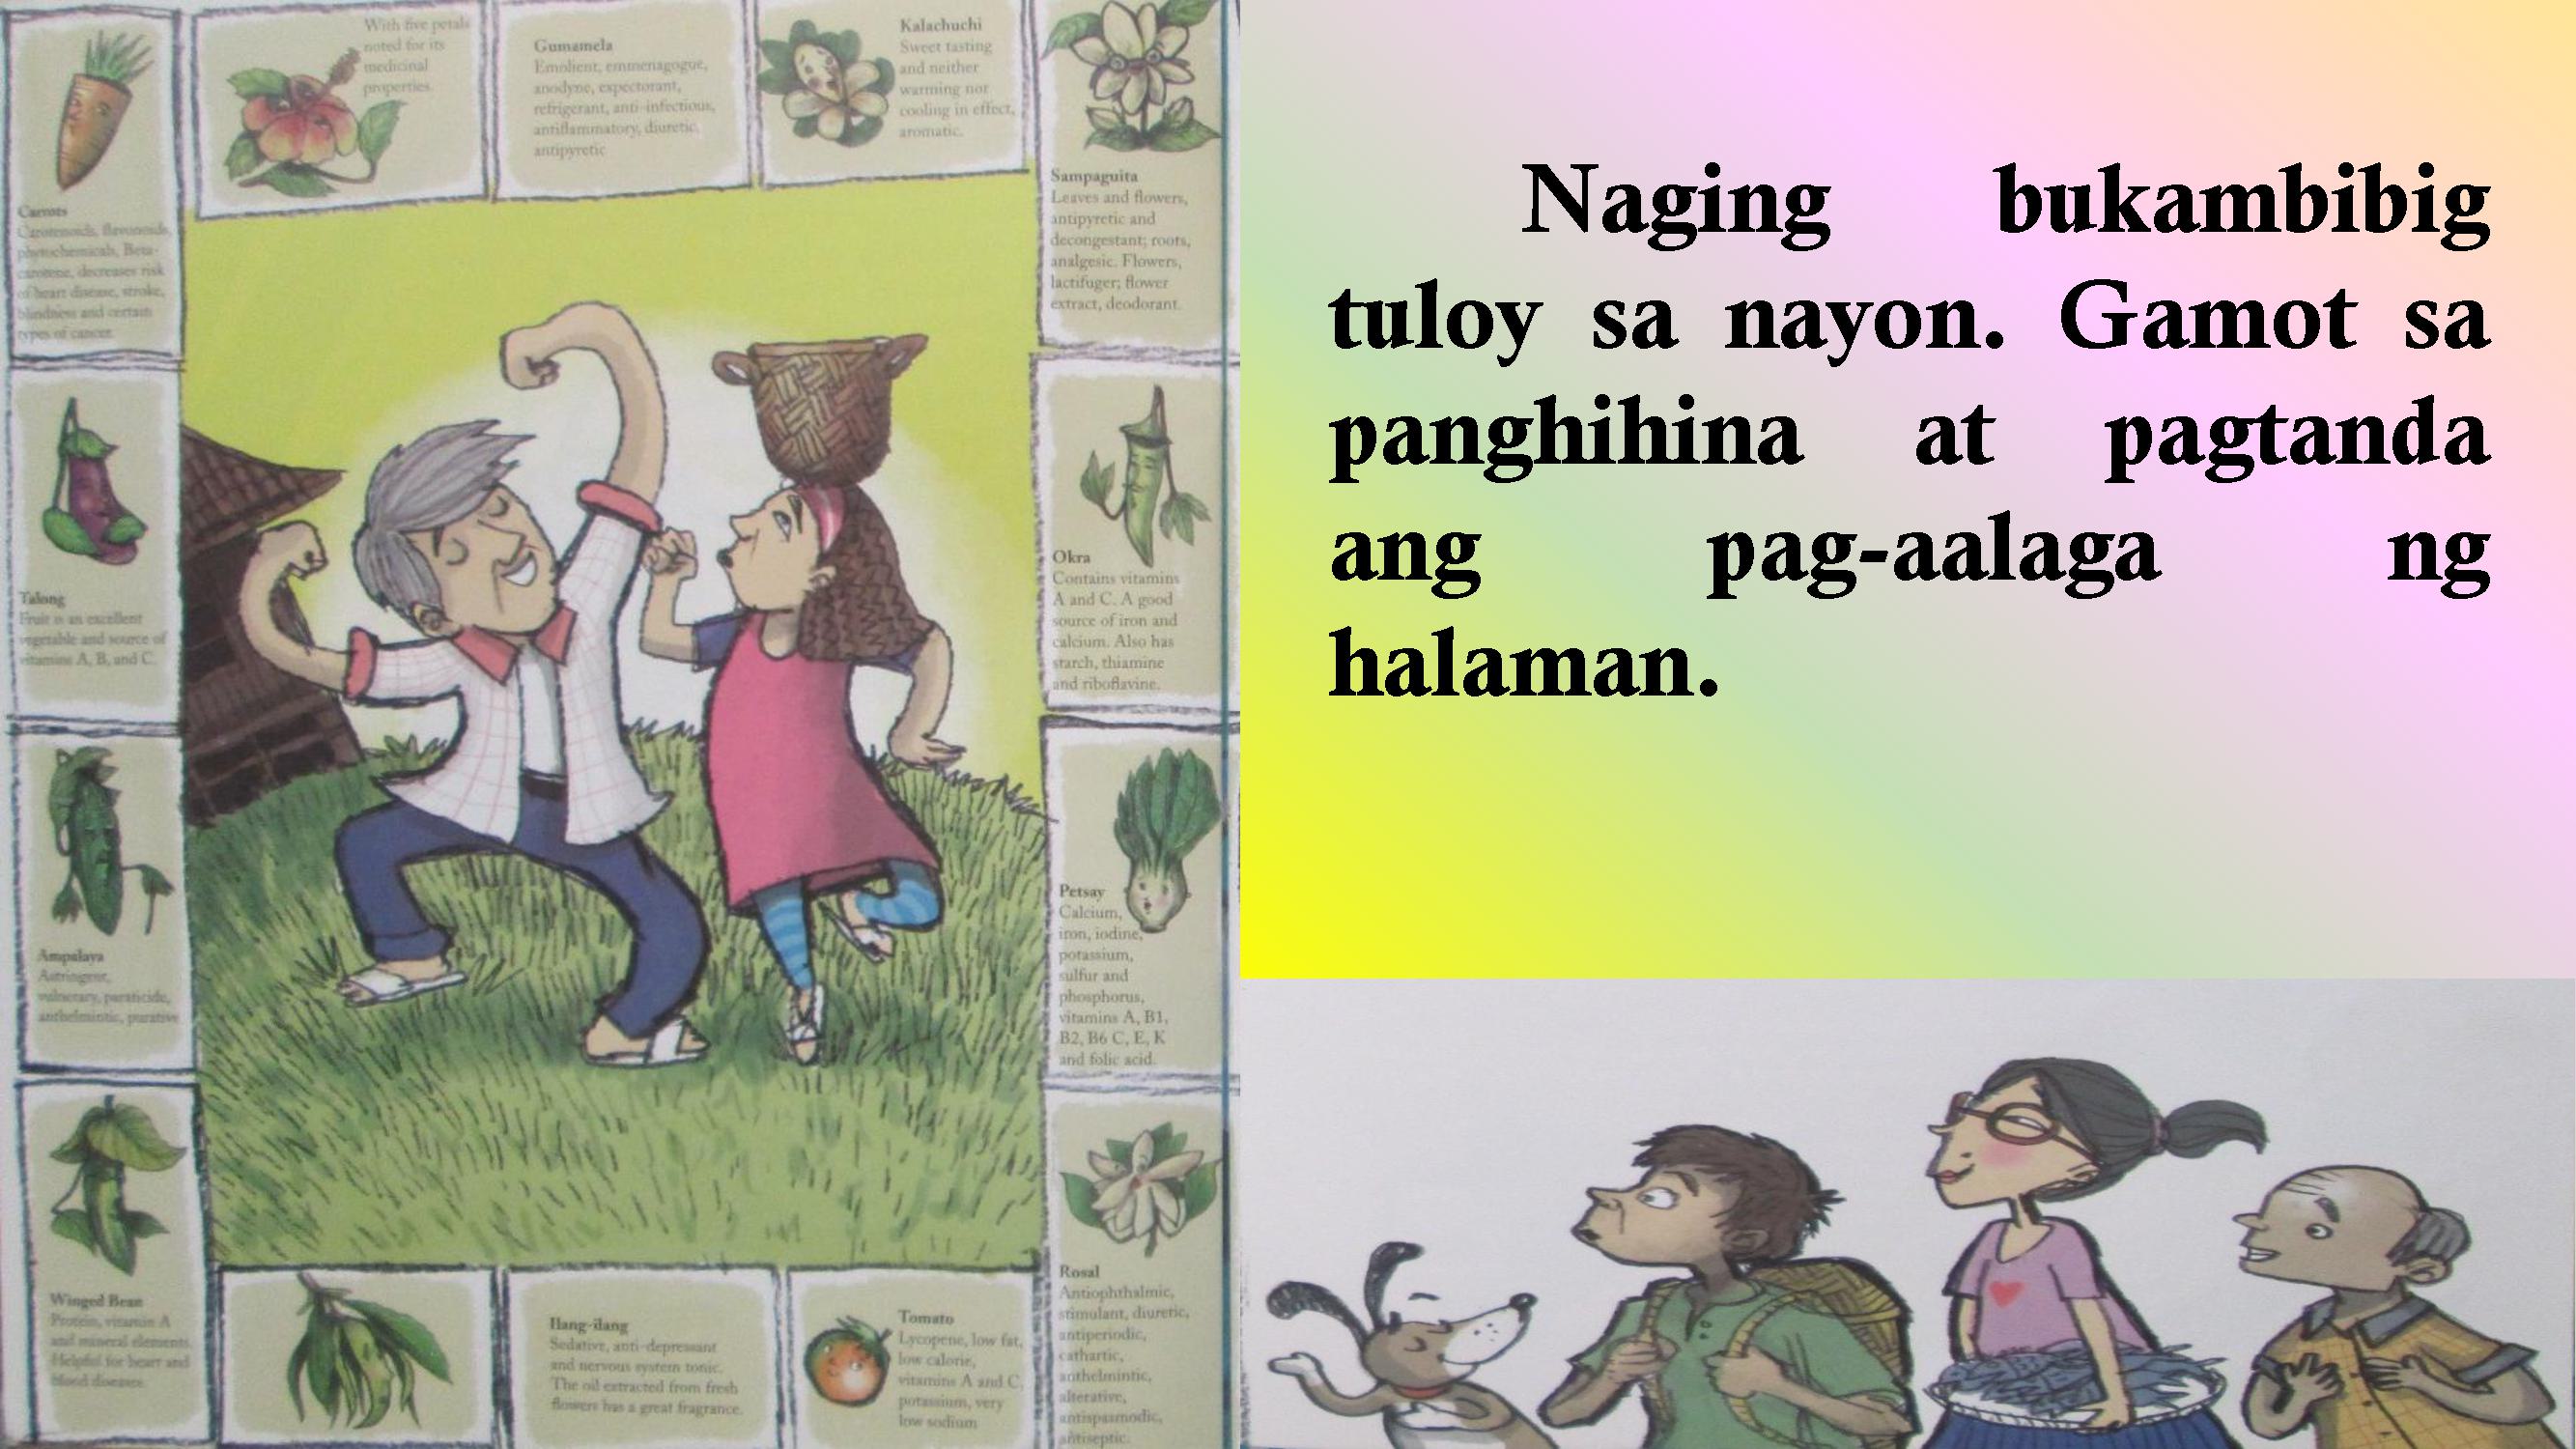 Carrots
Carotenoids, flavonoids,
phytochemicals, Beta-
carotene, decreases risk
of heart disease, stroke,
blindness and certain
types of cancer.
With five petals
noted for its
medicinal
properties.
Gumamela
Emolient, emmenagogue,
anodyne, expectorant,
refrigerant, anti-infectious,
antiflammatory, diuretic,
antipyretic
Kalachuchi
Sweet tasting
and neither
warming nor
cooling in effect,
aromatic.
Sampaguita
Leaves and flowers,
antipyretic and
decongestant; roots,
analgesic. Flowers,
lactifuger; flower
extract, deodorant.
Talong
Fruit is an excellent
vegetable and source of
vitamins A, B, and C.
Okra
Contains vitamins
A and C. A good
source of iron and
calcium. Also has
starch, thiamine
and riboflavine.
Ampalaya
Astringent,
vulnerary, paraticide,
anthelmintic, purative
Petsay
Calcium,
iron, iodine,
potassium,
sulfur and
phosphorus,
vitamins A, B1,
B2, B6 C, E, K
and folic acid.
Winged Bean
Protein, vitamin A
and mineral elements.
Helpful for heart and
blood diseases.
Ilang-ilang
Sedative, anti-depressant
and nervous system tonic.
The oil extracted from fresh
flowers has a great fragrance.
Tomato
Lycopene, low fat,
low calorie,
vitamins A and C,
potassium, very
low sodium
Rosal
Antiophthalmic,
stimulant, diuretic,
antiperiodic,
cathartic,
anthelmintic,
alterative,
antispasmodic,
antiseptic.
Naging bukambibig
tuloy sa nayon. Gamot sa
panghihina at pagtanda
ang pag-aalaga ng
halaman.